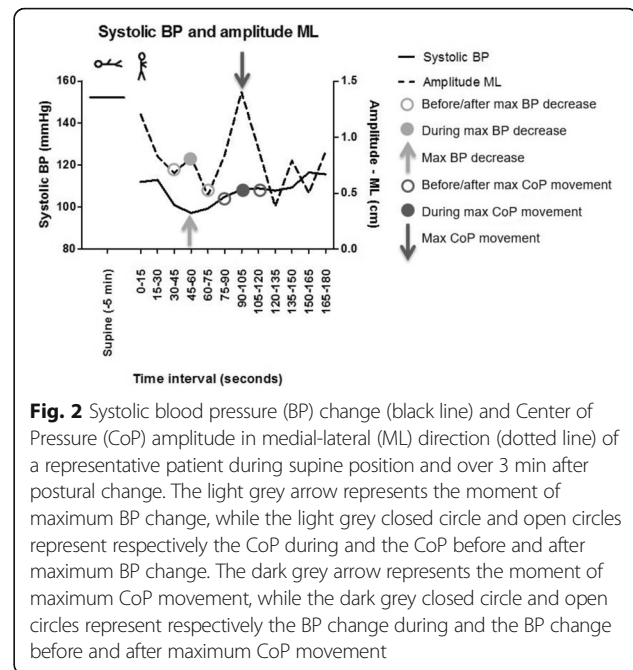 Systolic BP and amplitude ML
Systolic BP (mmHg)
160
140
120
100
80
1.5
1.0
0.5
0.0
Amplitude - ML (cm)
Supine (-5 min)
0-15
15-30
30-45
45-60
60-75
75-90
90-105
105-120
120-135
135-150
150-165
165-180
Time interval (seconds)
Systolic BP
Amplitude ML
Before/after max BP decrease
During max BP decrease
Max BP decrease
Before/after max CoP movement
During max CoP movement
Max CoP movement
Fig. 2 Systolic blood pressure (BP) change (black line) and Center of
Pressure (CoP) amplitude in medial-lateral (ML) direction (dotted line) of
a representative patient during supine position and over 3 min after
postural change. The light grey arrow represents the moment of
maximum BP change, while the light grey closed circle and open circles
represent respectively the CoP during and the CoP before and after
maximum BP change. The dark grey arrow represents the moment of
maximum CoP movement, while the dark grey closed circle and open
circles represent respectively the BP change during and the BP change
before and after maximum CoP movement